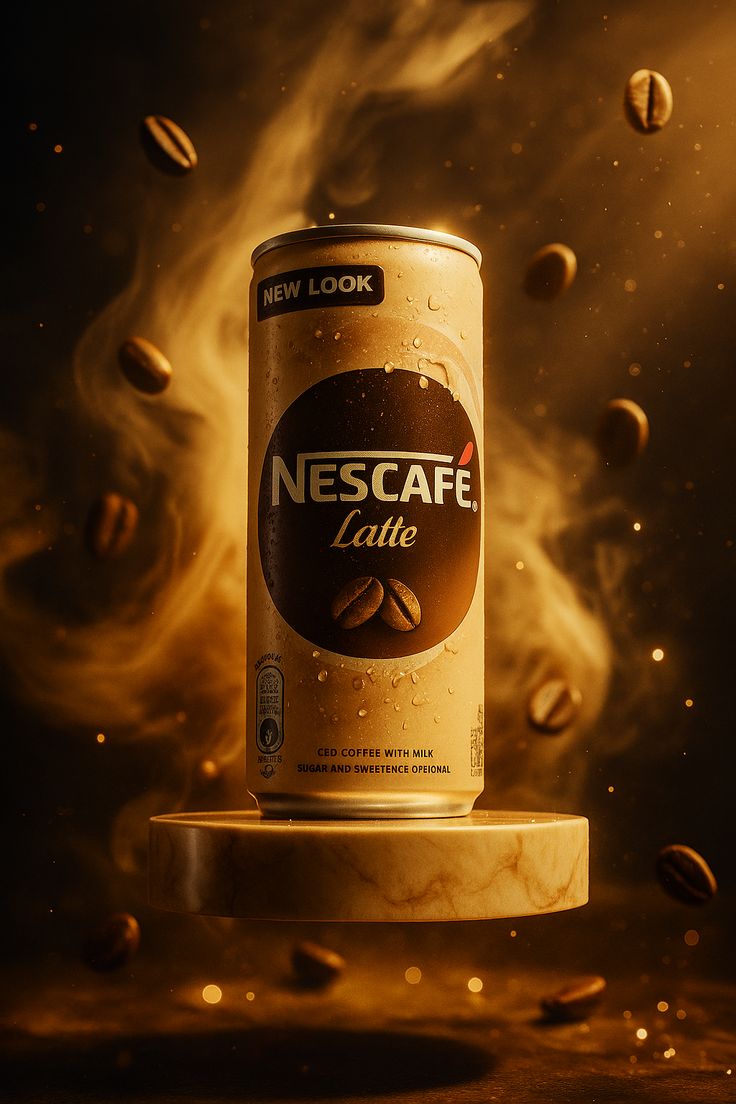 NEW LOOK
NESCAFÉ®
Latte
CED COFFEE WITH MILK
SUGAR AND SWEETENCE OPEIONAL